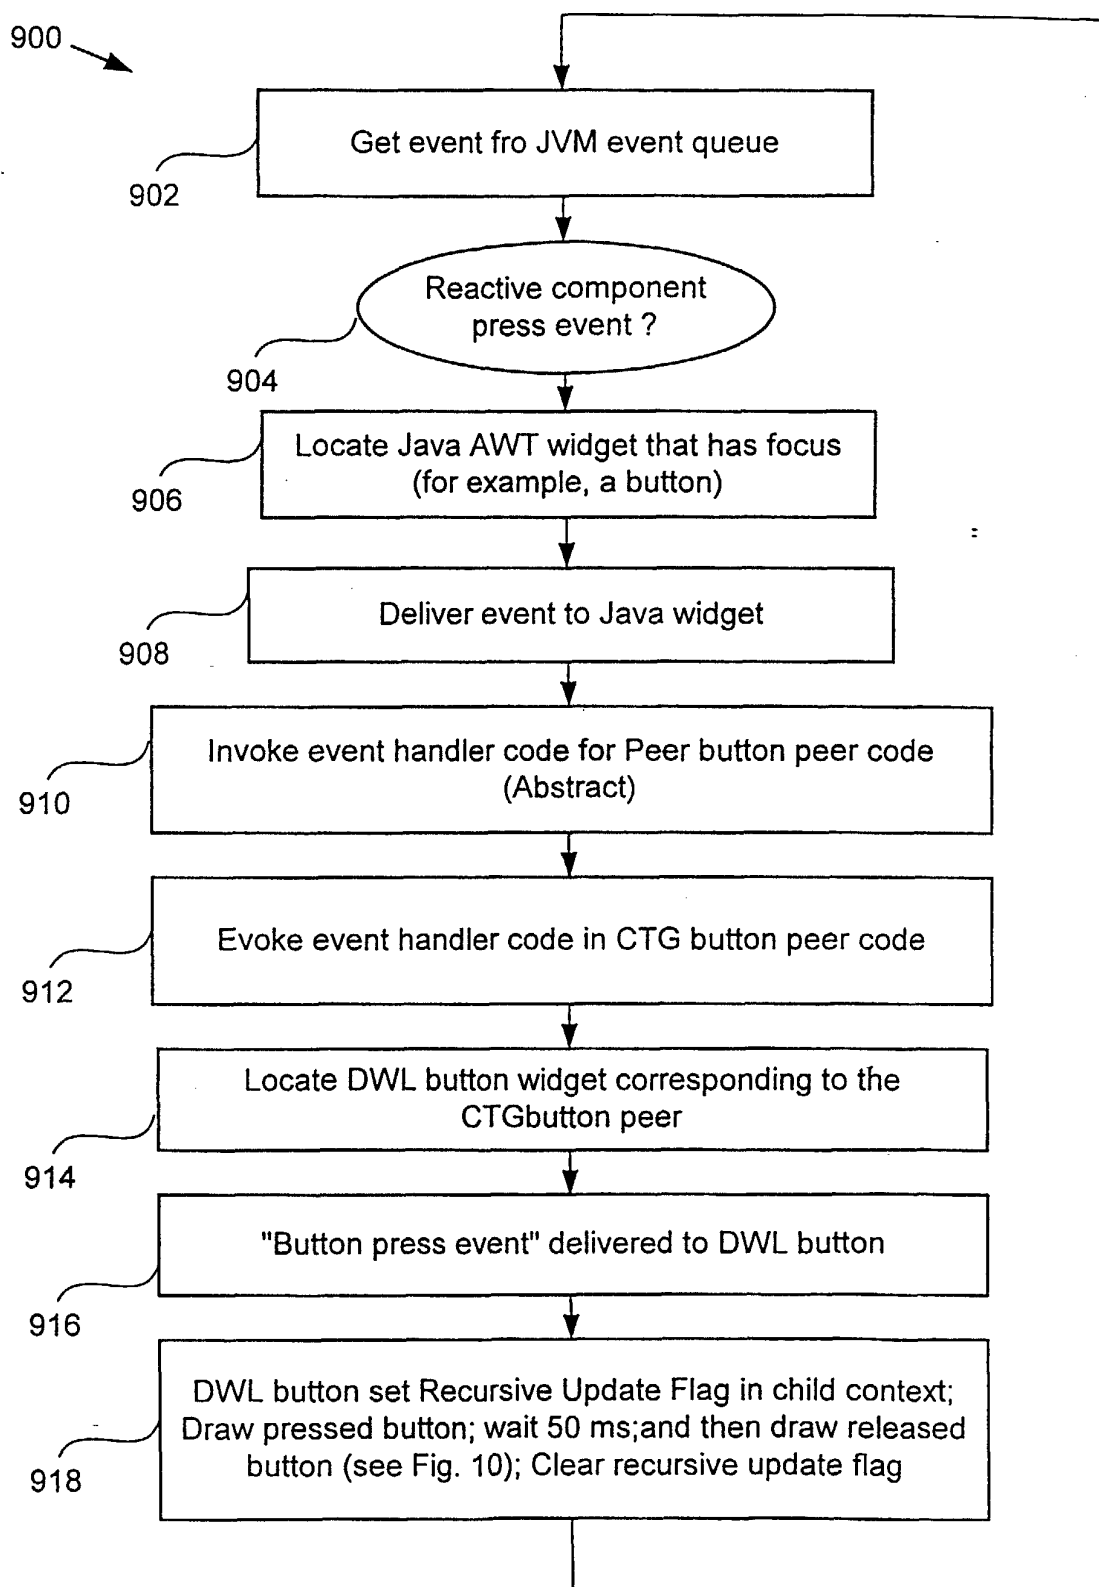 900
Get event fro JVM event queue
902
Reactive component
press event ?
904
Locate Java AWT widget that has focus
(for example, a button)
906
Deliver event to Java widget
908
Invoke event handler code for Peer button peer code
(Abstract)
910
Evoke event handler code in CTG button peer code
912
Locate DWL button widget corresponding to the
CTGbutton peer
914
"Button press event" delivered to DWL button
916
DWL button set Recursive Update Flag in child context;
Draw pressed button; wait 50 ms;and then draw released
button (see Fig. 10); Clear recursive update flag
918